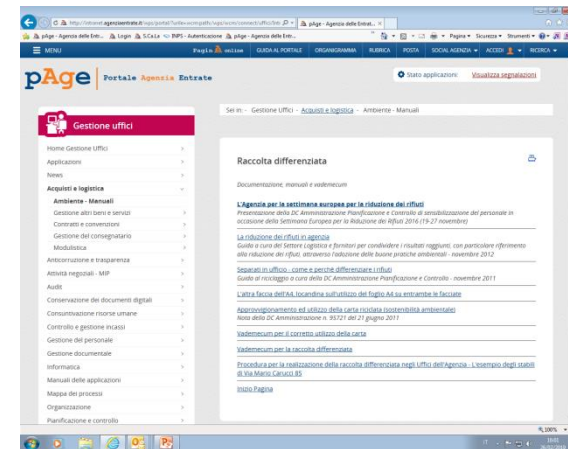 pAge - Agenzia delle Entrat...
Pagina Sicurezza Strumenti
MENU
Pagin online GUIDA AL PORTALE ORGANIGRAMMA RUBRICA POSTA SOCIAL AGENZIA ACCEDI RICERCA
pAge Portale Agenzia Entrate
Stato applicazioni: Visualizza segnalazioni
Sei in: - Gestione Uffici - Acquisti e logistica - Ambiente - Manuali
Gestione uffici
Home Gestione Uffici
Applicazioni
News
Acquisti e logistica
Ambiente - Manuali
Gestione altri beni e servizi
Contratti e convenzioni
Gestione del consegnatario
Modulistica
Anticorruzione e trasparenza
Attività negoziali - MIP
Audit
Conservazione dei documenti digitali
Consuntivazione risorse umane
Controllo e gestione incassi
Gestione del personale
Gestione documentale
Informatica
Manuali delle applicazioni
Mappa dei processi
Organizzazione
Pianificazione e controllo
Raccolta differenziata
Documentazione, manuali e vademecum
L'Agenzia per la settimana europea per la riduzione dei rifiuti
Presentazione della DC Amministrazione Pianificazione e Controllo di sensibilizzazione del personale in
occasione della Settimana Europea per la Riduzione dei Rifiuti 2016 (19-27 novembre)
La riduzione dei rifiuti in agenzia
Guida a cura del Settore Logistica e fornitori per condividere i risultati raggiunti, con particolare riferimento
alla riduzione dei rifiuti, attraverso l'adozione delle buone pratiche ambientali - novembre 2012
Separati in ufficio - come e perché differenziare i rifiuti
Guida al riciclaggio a cura della DC Amministrazione Pianificazione e Controllo - novembre 2011
L'altra faccia dell'A4, locandina sull'utilizzo del foglio A4 su entrambe le facciate
Approvvigionamento ed utilizzo della carta riciclata (sostenibilità ambientale)
Nota della DC Amministrazione n. 95721 del 21 giugno 2011
Vademecum per il corretto utilizzo della carta
Vademecum per la raccolta differenziata
Procedura per la realizzazione della raccolta differenziata negli Uffici dell'Agenzia - L'esempio degli stabili
di Via Mario Carucci 85
Inizio Pagina
100%
IT